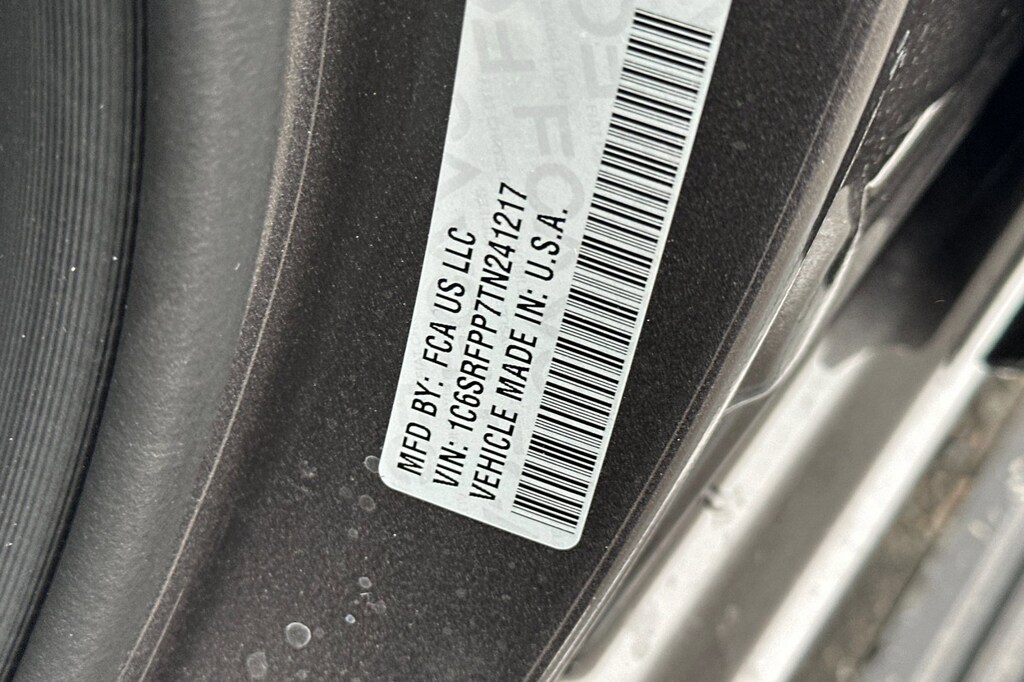 MFD BY: FCA US LLC
VIN: 1C6SRFPP7TN241217
VEHICLE MADE IN: U.S.A.